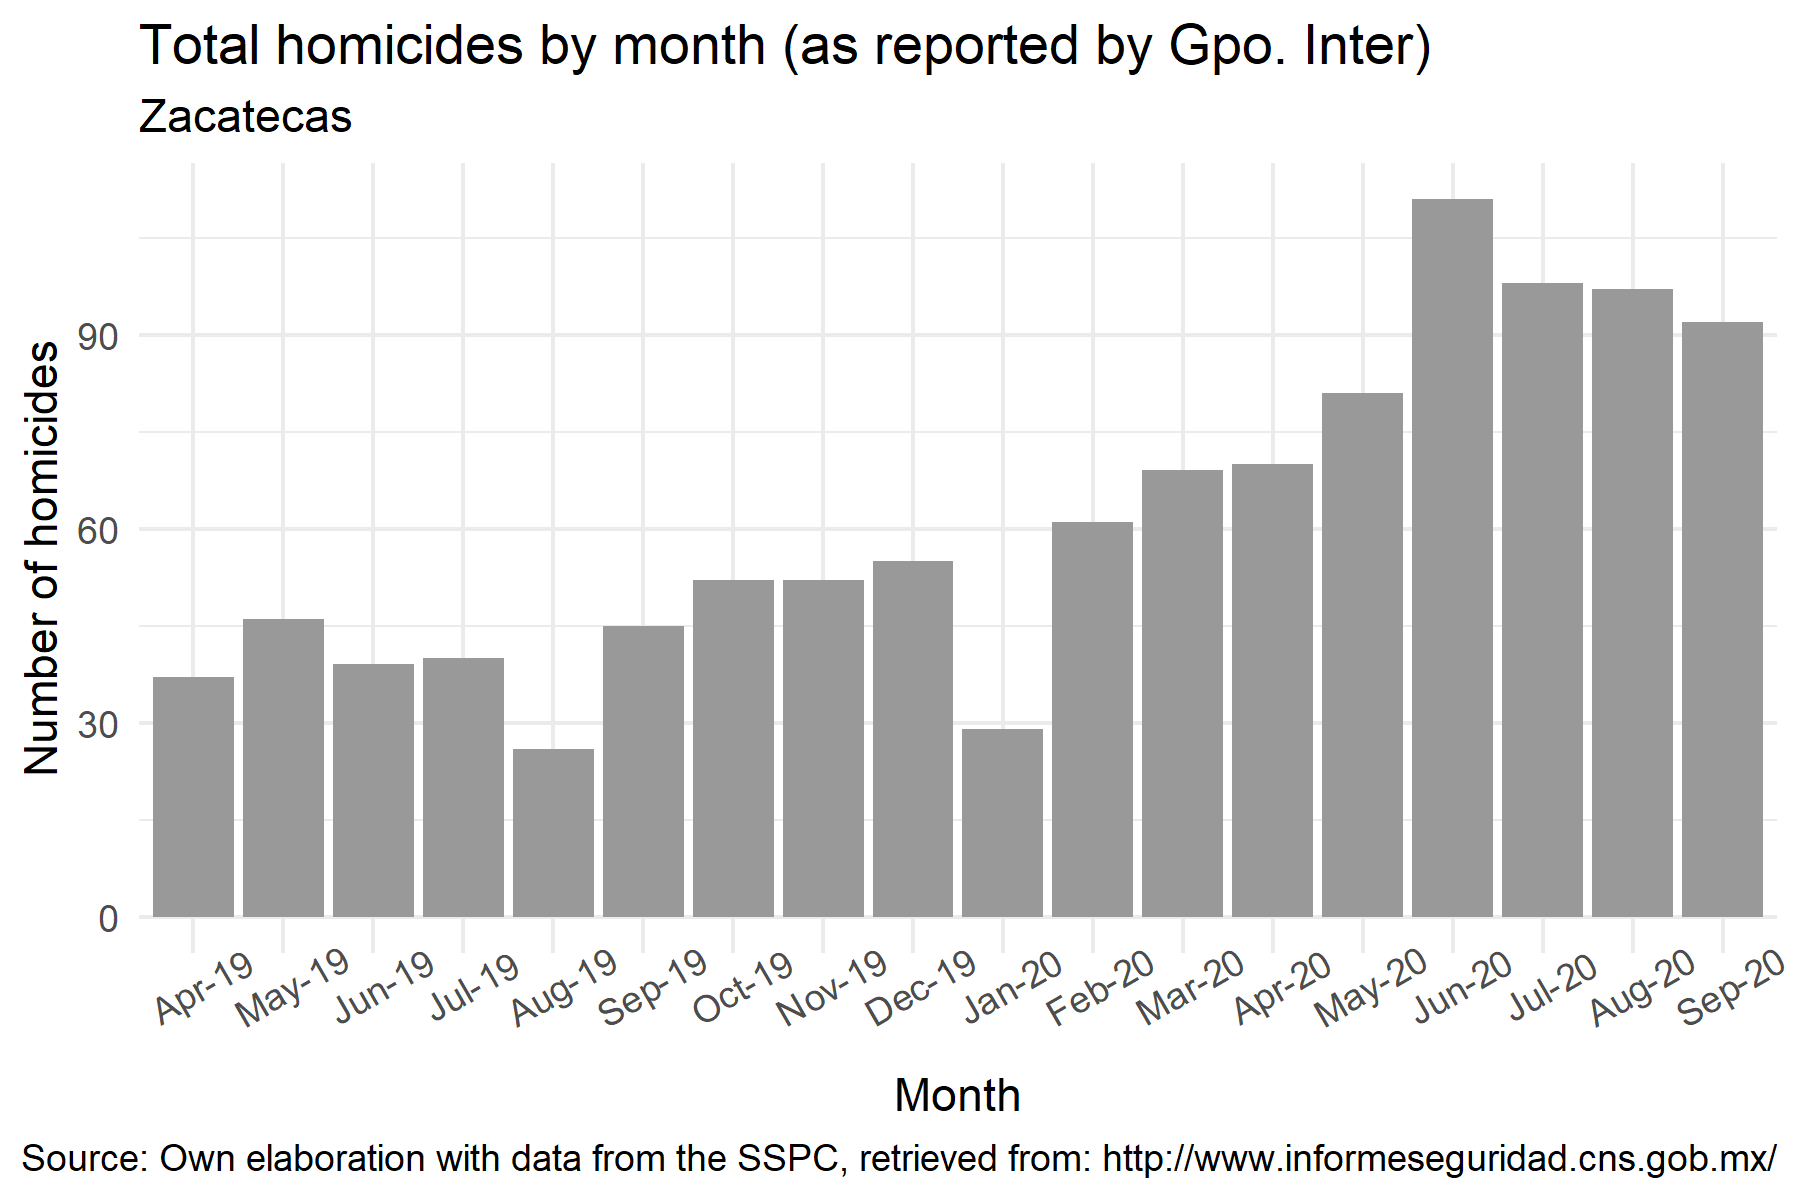 Total homicides by month (as reported by Gpo. Inter)
Zacatecas
Number of homicides
90
60
30
0
Apr-19
May-19
Jun-19
Jul-19
Aug-19
Sep-19
Oct-19
Nov-19
Dec-19
Jan-20
Feb-20
Mar-20
Apr-20
May-20
Jun-20
Jul-20
Aug-20
Sep-20
Month
Source: Own elaboration with data from the SSPC, retrieved from: http://www.informeseguridad.cns.gob.mx/